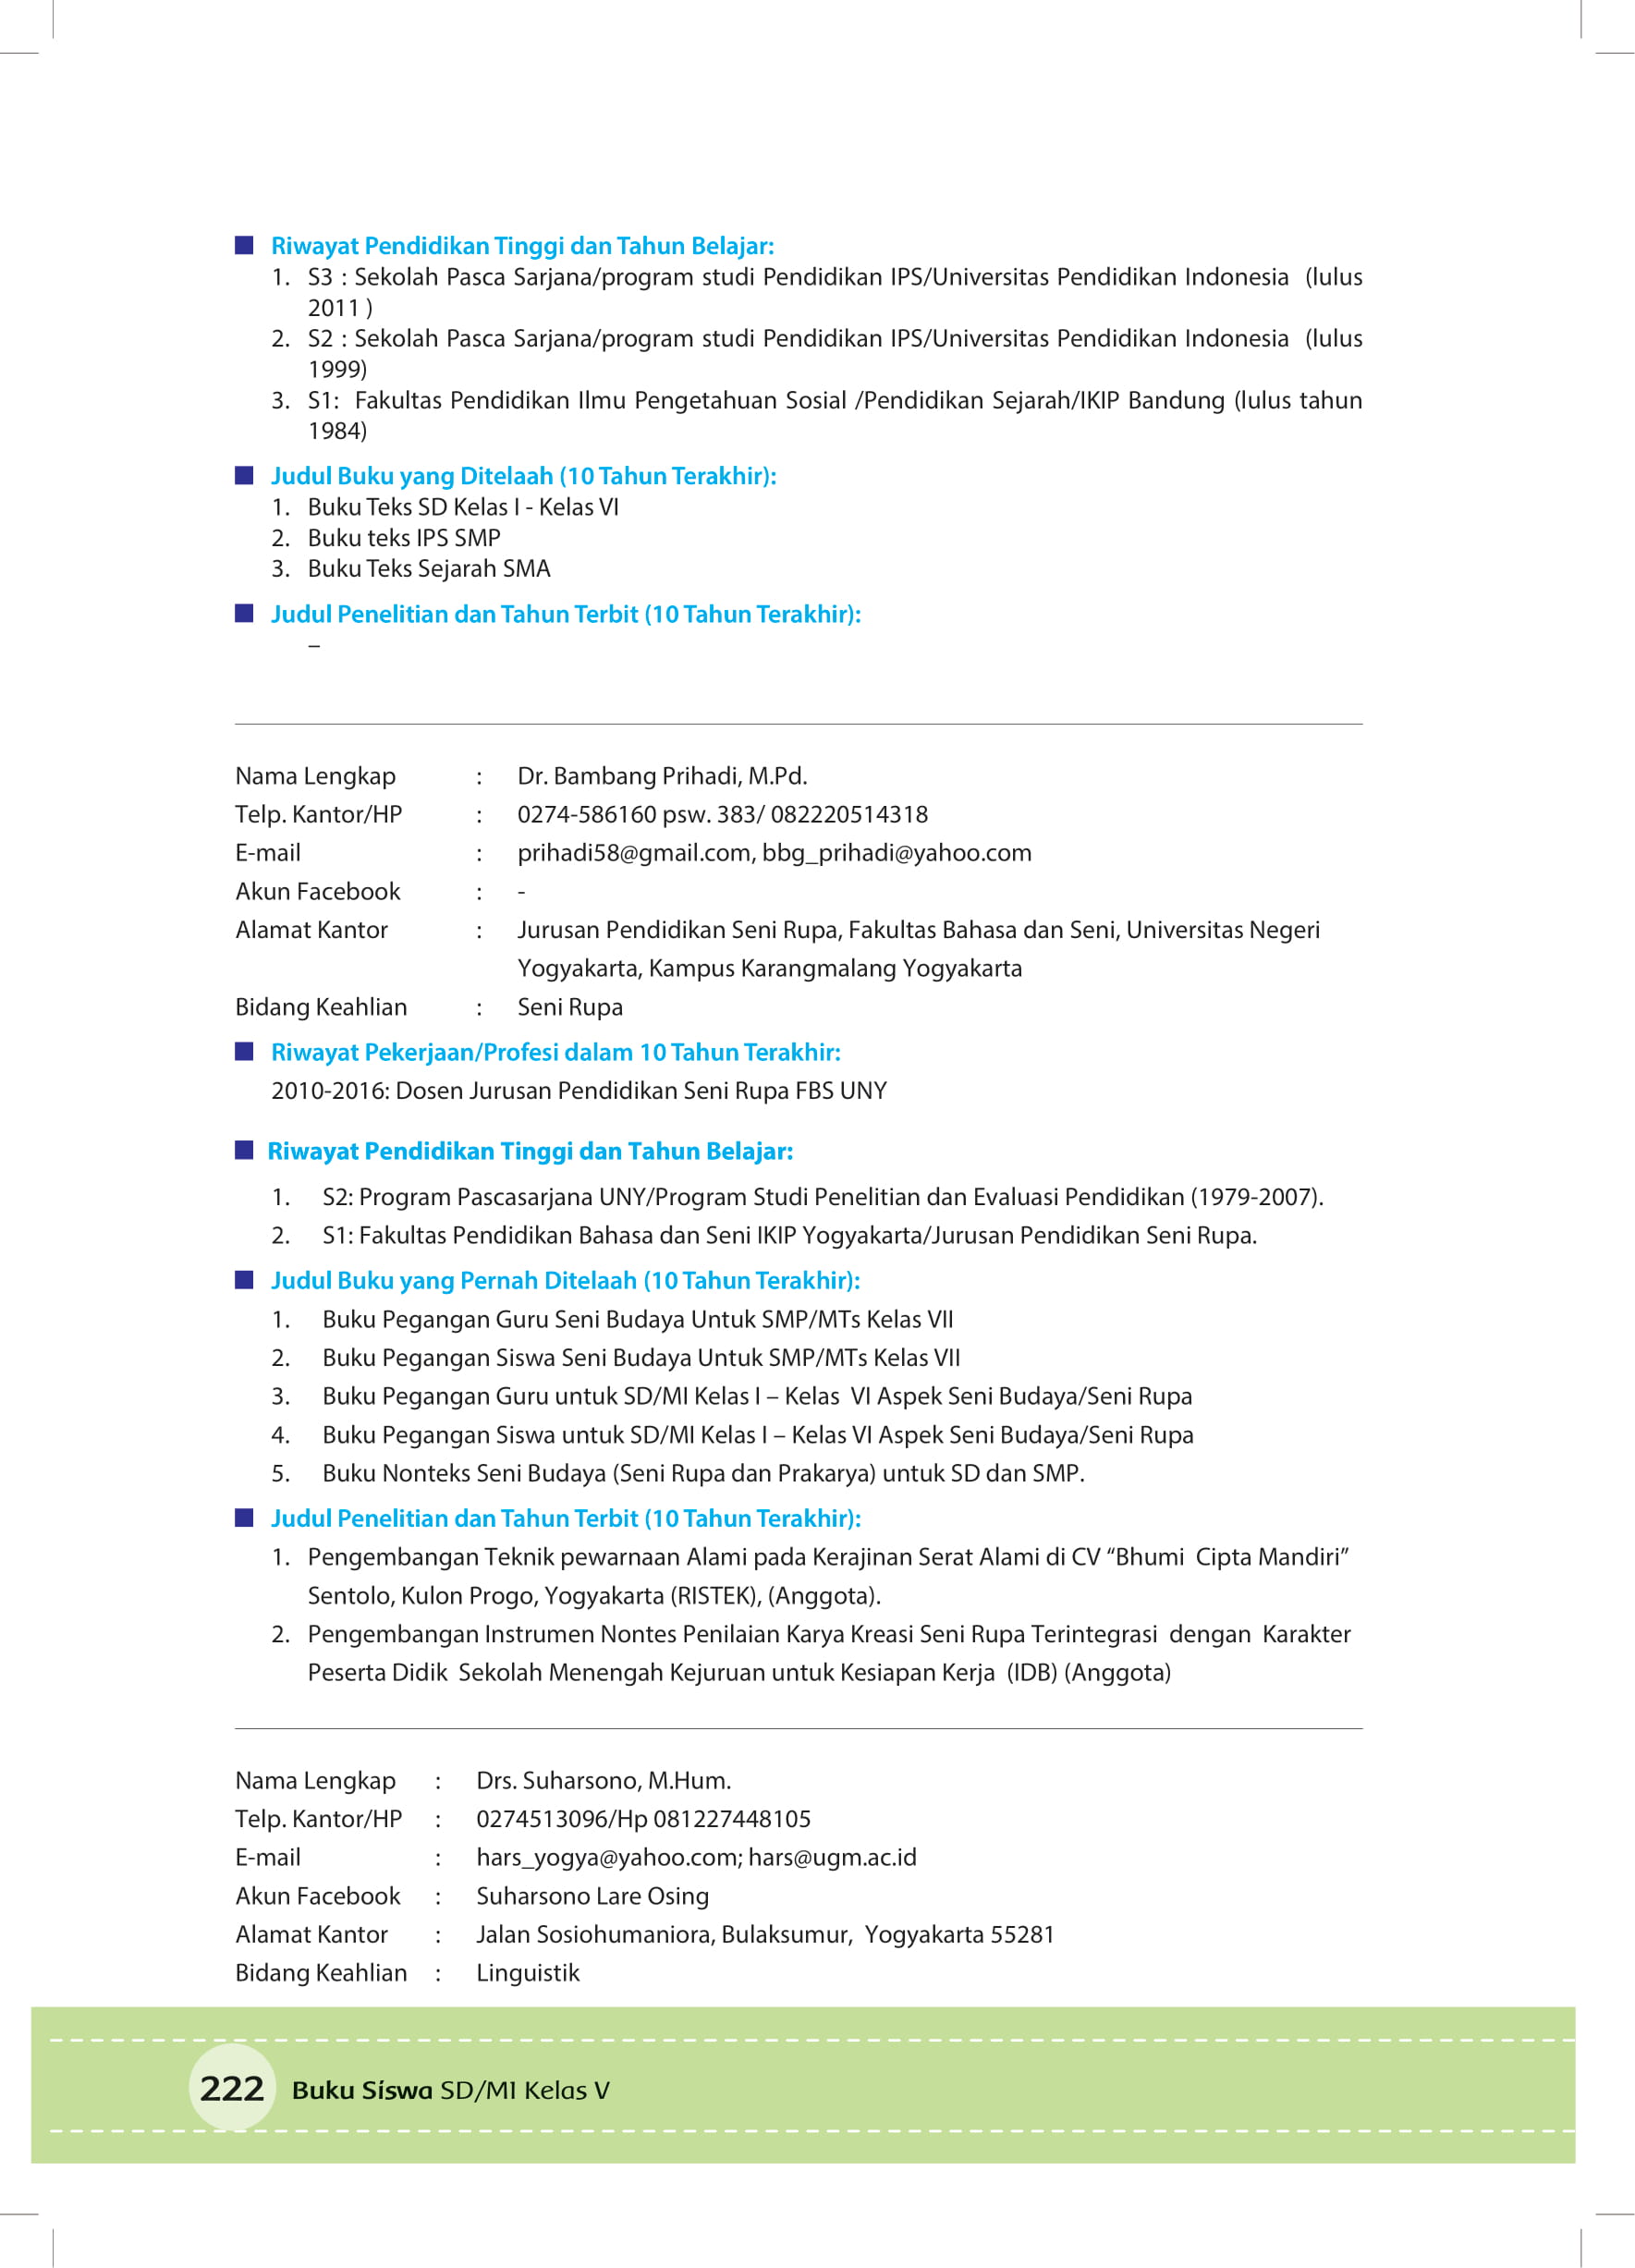 Riwayat Pendidikan Tinggi dan Tahun Belajar:
1. S3 : Sekolah Pasca Sarjana/program studi Pendidikan IPS/Universitas Pendidikan Indonesia (lulus
2011 )
2. S2 : Sekolah Pasca Sarjana/program studi Pendidikan IPS/Universitas Pendidikan Indonesia (lulus
1999)
3. S1: Fakultas Pendidikan Ilmu Pengetahuan Sosial /Pendidikan Sejarah/IKIP Bandung (lulus tahun
1984)
Judul Buku yang Ditelaah (10 Tahun Terakhir):
1. Buku Teks SD Kelas I - Kelas VI
2. Buku teks IPS SMP
3. Buku Teks Sejarah SMA
Judul Penelitian dan Tahun Terbit (10 Tahun Terakhir):
–
Nama Lengkap : Dr. Bambang Prihadi, M.Pd.
Telp. Kantor/HP : 0274-586160 psw. 383/ 082220514318
E-mail : prihadi58@gmail.com, bbg_prihadi@yahoo.com
Akun Facebook : -
Alamat Kantor : Jurusan Pendidikan Seni Rupa, Fakultas Bahasa dan Seni, Universitas Negeri
Yogyakarta, Kampus Karangmalang Yogyakarta
Bidang Keahlian : Seni Rupa
Riwayat Pekerjaan/Profesi dalam 10 Tahun Terakhir:
2010-2016: Dosen Jurusan Pendidikan Seni Rupa FBS UNY
Riwayat Pendidikan Tinggi dan Tahun Belajar:
1. S2: Program Pascasarjana UNY/Program Studi Penelitian dan Evaluasi Pendidikan (1979-2007).
2. S1: Fakultas Pendidikan Bahasa dan Seni IKIP Yogyakarta/Jurusan Pendidikan Seni Rupa.
Judul Buku yang Pernah Ditelaah (10 Tahun Terakhir):
1. Buku Pegangan Guru Seni Budaya Untuk SMP/MTs Kelas VII
2. Buku Pegangan Siswa Seni Budaya Untuk SMP/MTs Kelas VII
3. Buku Pegangan Guru untuk SD/MI Kelas I – Kelas VI Aspek Seni Budaya/Seni Rupa
4. Buku Pegangan Siswa untuk SD/MI Kelas I – Kelas VI Aspek Seni Budaya/Seni Rupa
5. Buku Nonteks Seni Budaya (Seni Rupa dan Prakarya) untuk SD dan SMP.
Judul Penelitian dan Tahun Terbit (10 Tahun Terakhir):
1. Pengembangan Teknik pewarnaan Alami pada Kerajinan Serat Alami di CV “Bhumi Cipta Mandiri”
Sentolo, Kulon Progo, Yogyakarta (RISTEK), (Anggota).
2. Pengembangan Instrumen Nontes Penilaian Karya Kreasi Seni Rupa Terintegrasi dengan Karakter
Peserta Didik Sekolah Menengah Kejuruan untuk Kesiapan Kerja (IDB) (Anggota)
Nama Lengkap : Drs. Suharsono, M.Hum.
Telp. Kantor/HP : 0274513096/Hp 081227448105
E-mail : hars_yogya@yahoo.com; hars@ugm.ac.id
Akun Facebook : Suharsono Lare Osing
Alamat Kantor : Jalan Sosiohumaniora, Bulaksumur, Yogyakarta 55281
Bidang Keahlian : Linguistik
222 Buku Siswa SD/MI Kelas V